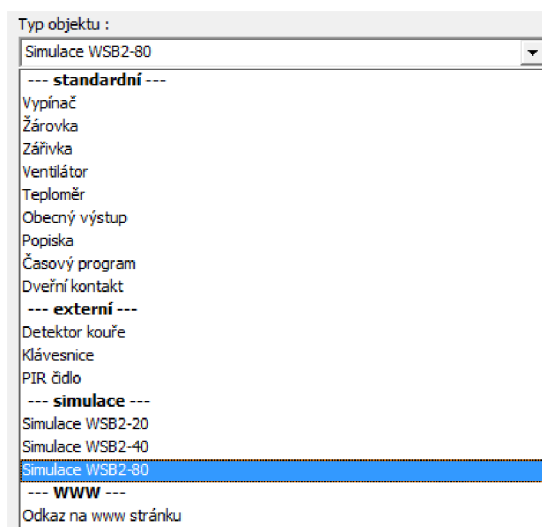 Typ objektu :
Simulace WSB2-80
--- standardní ---
Vypínač
Žárovka
Zářivka
Ventilátor
Teploměr
Obecný výstup
Popiska
Časový program
Dveřní kontakt
--- externí ---
Detektor kouře
Klávesnice
PIR čidlo
--- simulace ---
Simulace WSB2-20
Simulace WSB2-40
Simulace WSB2-80
--- WWW ---
Odkaz na www stránku